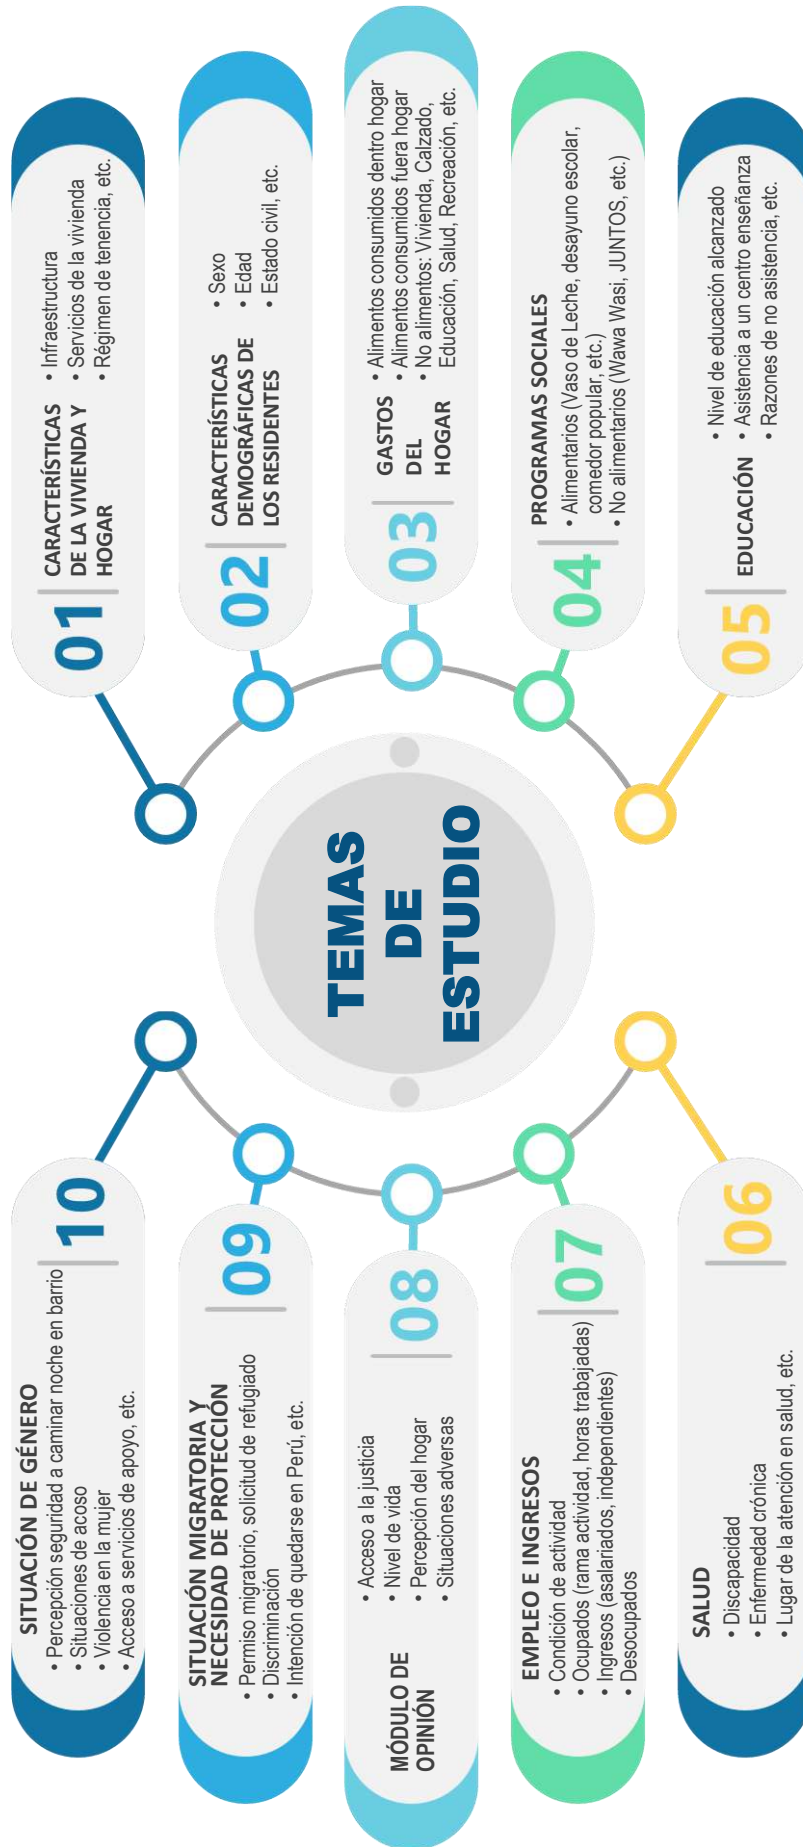 TEMAS
DE
ESTUDIO
01
CARACTERÍSTICAS
DE LA VIVIENDA Y
HOGAR
• Infraestructura
• Servicios de la vivienda
• Régimen de tenencia, etc.
02
CARACTERÍSTICAS
DEMOGRÁFICAS DE
LOS RESIDENTES
• Sexo
• Edad
• Estado civil, etc.
03
GASTOS
DEL
HOGAR
• Alimentos consumidos dentro hogar
• Alimentos consumidos fuera hogar
• No alimentos: Vivienda, Calzado,
Educación, Salud, Recreación, etc.
04
PROGRAMAS SOCIALES
• Alimentarios (Vaso de Leche, desayuno escolar,
comedor popular, etc.)
• No alimentarios (Wawa Wasi, JUNTOS, etc.)
05
EDUCACIÓN
• Nivel de educación alcanzado
• Asistencia a un centro enseñanza
• Razones de no asistencia, etc.
06
SALUD
• Discapacidad
• Enfermedad crónica
• Lugar de la atención en salud, etc.
07
EMPLEO E INGRESOS
• Condición de actividad
• Ocupados (rama actividad, horas trabajadas)
• Ingresos (asalariados, independientes)
• Desocupados
08
MÓDULO DE
OPINIÓN
• Acceso a la justicia
• Nivel de vida
• Percepción del hogar
• Situaciones adversas
09
SITUACIÓN MIGRATORIA Y
NECESIDAD DE PROTECCIÓN
• Permiso migratorio, solicitud de refugiado
• Discriminación
• Intención de quedarse en Perú, etc.
10
SITUACIÓN DE GÉNERO
• Percepción seguridad a caminar noche en barrio
• Situaciones de acoso
• Violencia en la mujer
• Acceso a servicios de apoyo, etc.